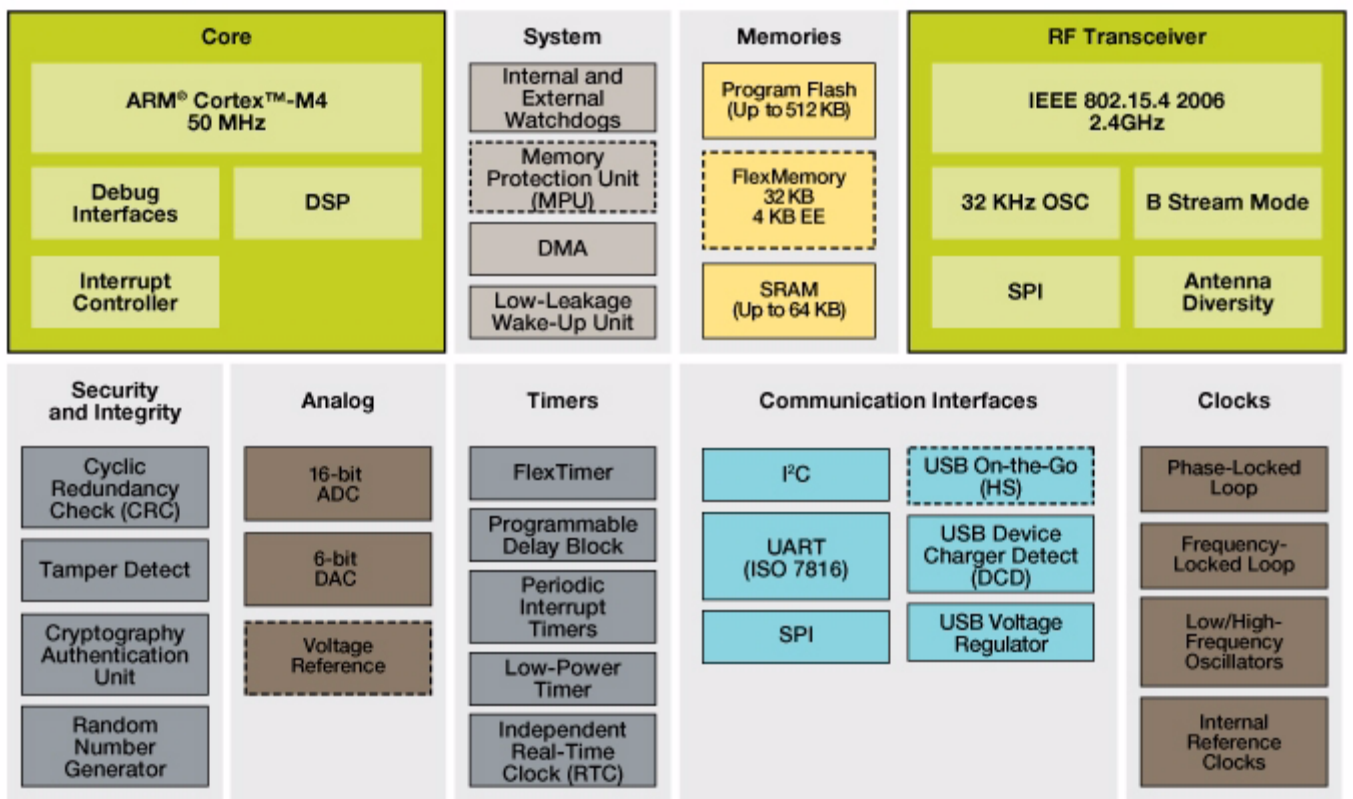 Core
ARM® Cortex™-M4
50 MHz
Debug
Interfaces
DSP
Interrupt
Controller
System
Internal and
External
Watchdogs
Memory
Protection Unit
(MPU)
DMA
Low-Leakage
Wake-Up Unit
Memories
Program Flash
(Up to 512 KB)
FlexMemory
32 KB
4 KB EE
SRAM
(Up to 64 KB)
RF Transceiver
IEEE 802.15.4 2006
2.4GHz
32 KHz OSC
B Stream Mode
SPI
Antenna
Diversity
Security
and Integrity
Cyclic
Redundancy
Check (CRC)
Tamper Detect
Cryptography
Authentication
Unit
Random
Number
Generator
Analog
16-bit
ADC
6-bit
DAC
Voltage
Reference
Timers
FlexTimer
Programmable
Delay Block
Periodic
Interrupt
Timers
Low-Power
Timer
Independent
Real-Time
Clock (RTC)
Communication Interfaces
I²C
UART
(ISO 7816)
SPI
USB On-the-Go
(HS)
USB Device
Charger Detect
(DCD)
USB Voltage
Regulator
Clocks
Phase-Locked
Loop
Frequency-
Locked Loop
Low/High-
Frequency
Oscillators
Internal
Reference
Clocks